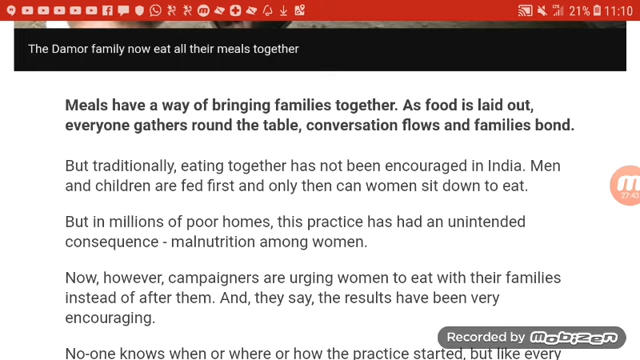 21% 11:10
The Damor family now eat all their meals together
Meals have a way of bringing families together. As food is laid out,
everyone gathers round the table, conversation flows and families bond.
But traditionally, eating together has not been encouraged in India. Men
and children are fed first and only then can women sit down to eat.
But in millions of poor homes, this practice has had an unintended
consequence - malnutrition among women.
27:43
Now, however, campaigners are urging women to eat with their families
instead of after them. And, they say, the results have been very
encouraging.
Recorded by mobizen
No-one knows when or where or how the practice started, but like every